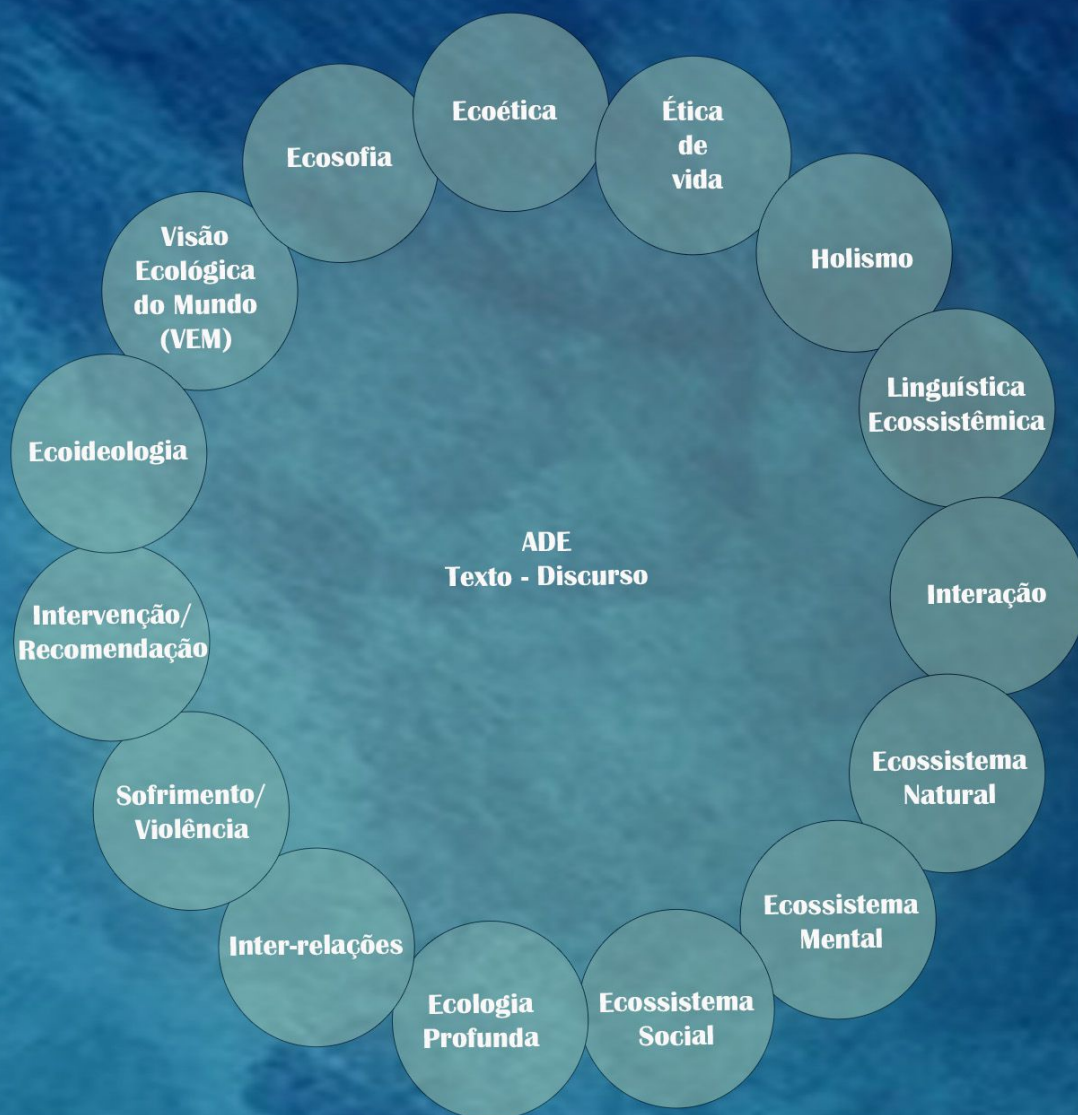 Ecoética
Ética
de
vida
Holismo
Linguística
Ecossistêmica
Interação
Ecossistema
Natural
Ecossistema
Mental
Ecossistema
Social
Ecologia
Profunda
Inter-relações
Sofrimento/
Violência
Intervenção/
Recomendação
Ecoideologia
Visão
Ecológica
do Mundo
(VEM)
Ecosofia
ADE
Texto - Discurso